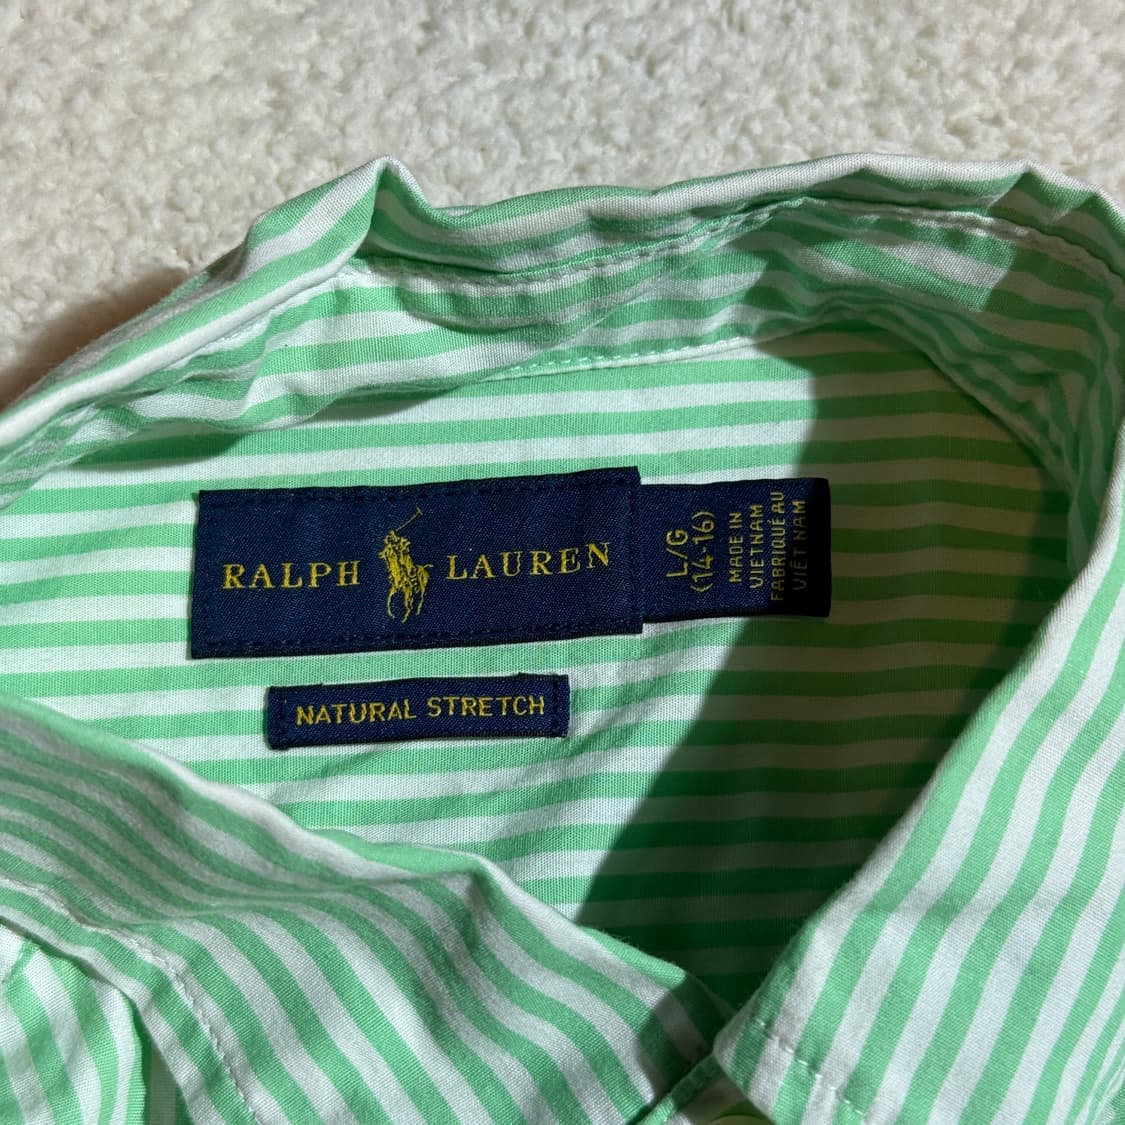 RALPH LAUREN
L/G
(14-16)
MADE IN
VIETNAM
FABRIQUÉ AU
VIÊT NAM
NATURAL STRETCH